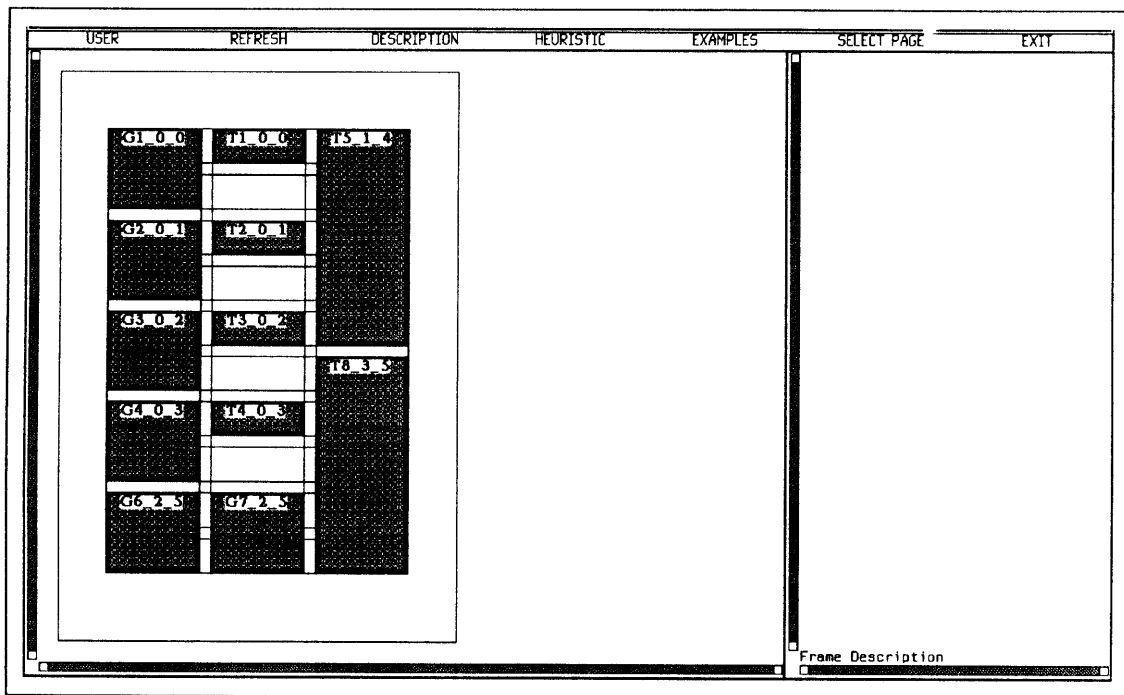 USER REFRESH DESCRIPTION HEURISTIC EXAMPLES SELECT PAGE EXIT
G1_0_0 T1_0_0 T5_1_4
G2_0_1 T2_0_1
G3_0_2 T3_0_2
T8_3_5
G4_0_3 T4_0_3
G6_2_5 G7_2_5
Frame Description